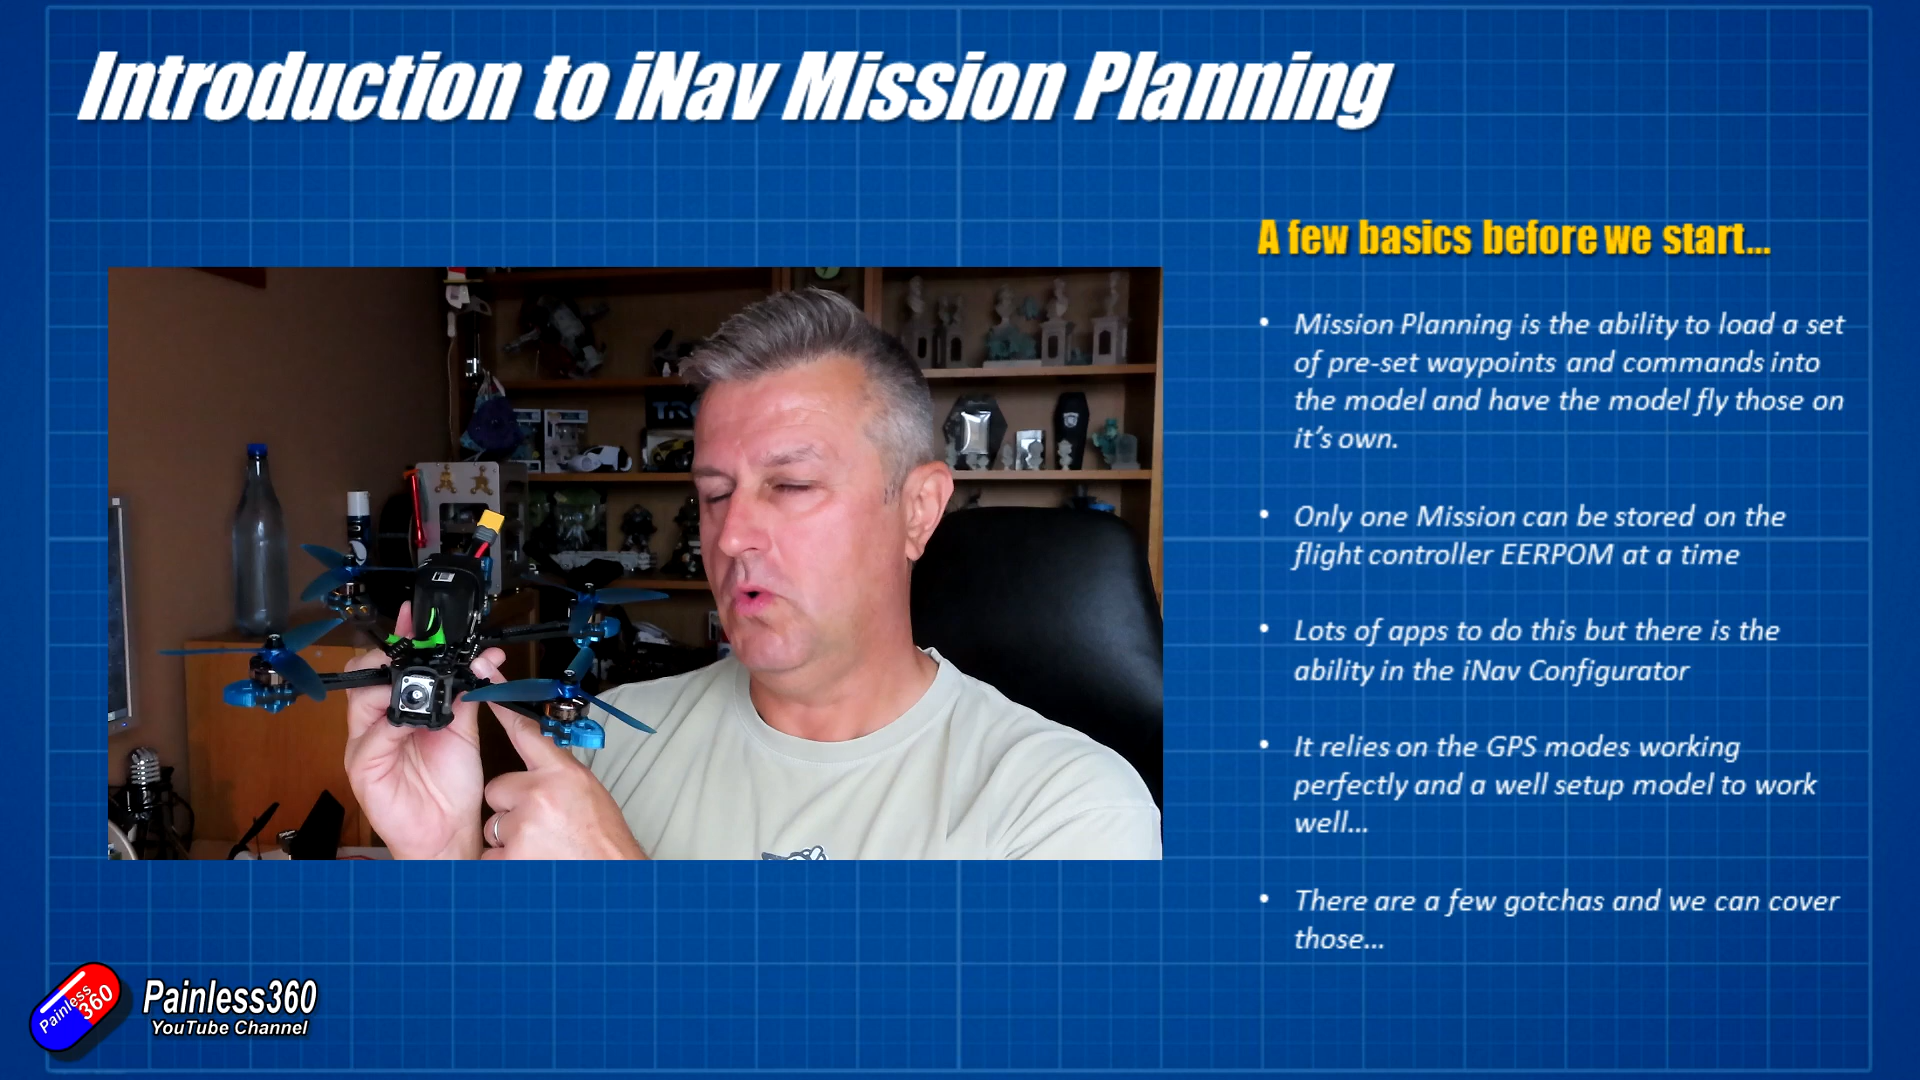 Introduction to iNav Mission Planning
A few basics before we start...
• Mission Planning is the ability to load a set
of pre-set waypoints and commands into
the model and have the model fly those on
it's own.
• Only one Mission can be stored on the
flight controller EERPOM at a time
• Lots of apps to do this but there is the
ability in the iNav Configurator
• It relies on the GPS modes working
perfectly and a well setup model to work
well...
• There are a few gotchas and we can cover
those...
Painless
360
Painless360
YouTube Channel